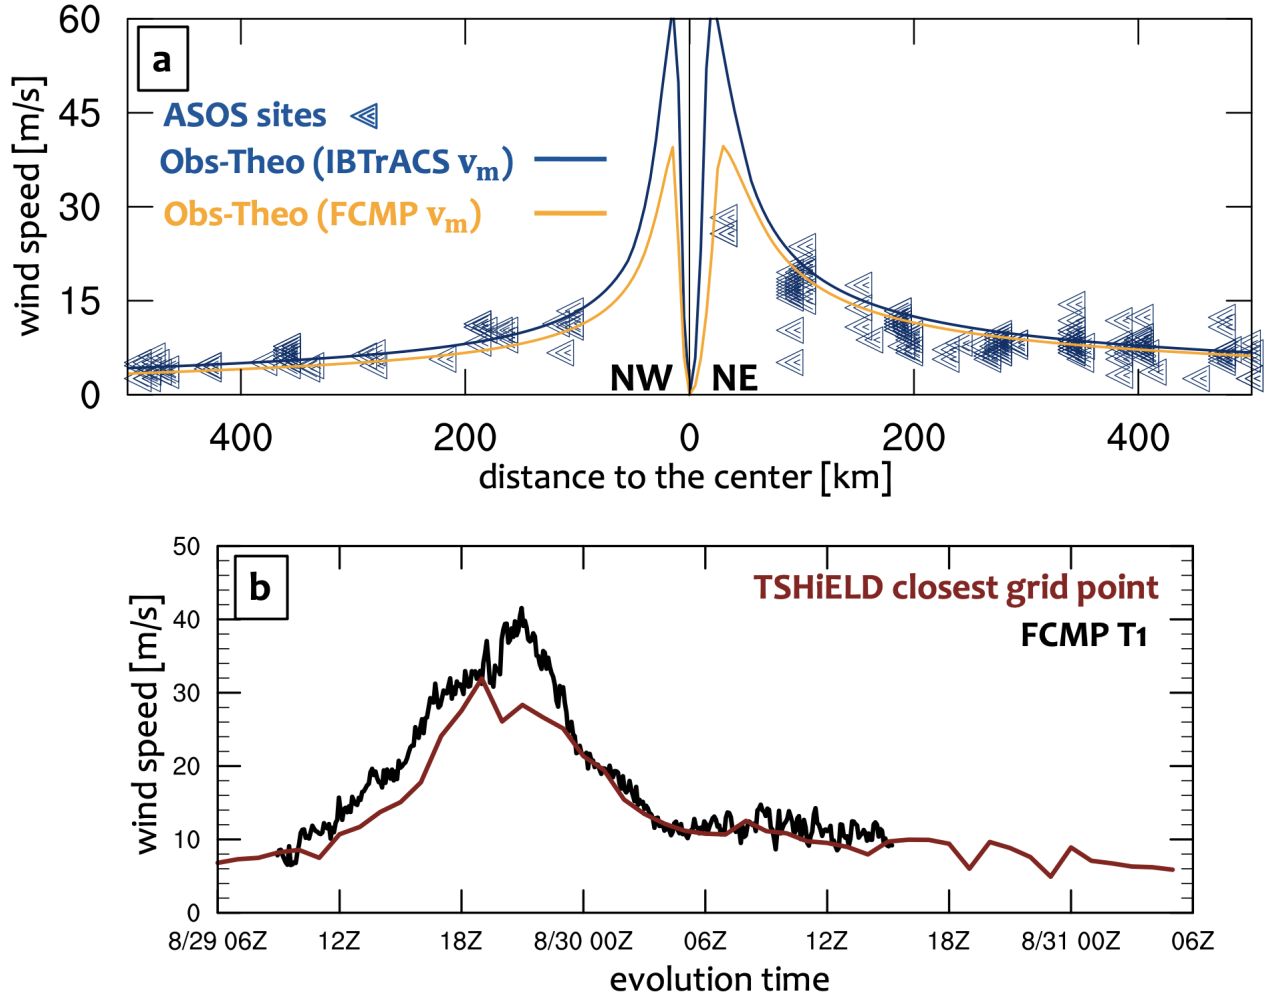 60
a
45
ASOS sites
Obs-Theo (IBTrACS vm)
30
Obs-Theo (FCMP vm)
15
0
wind speed [m/s]
NW NE
400 200 0 200 400
distance to the center [km]
50
b
TSHiELD closest grid point
40
FCMP T1
30
20
10
0
wind speed [m/s]
8/29 06Z 12Z 18Z 8/30 00Z 06Z 12Z 18Z 8/31 00Z 06Z
evolution time